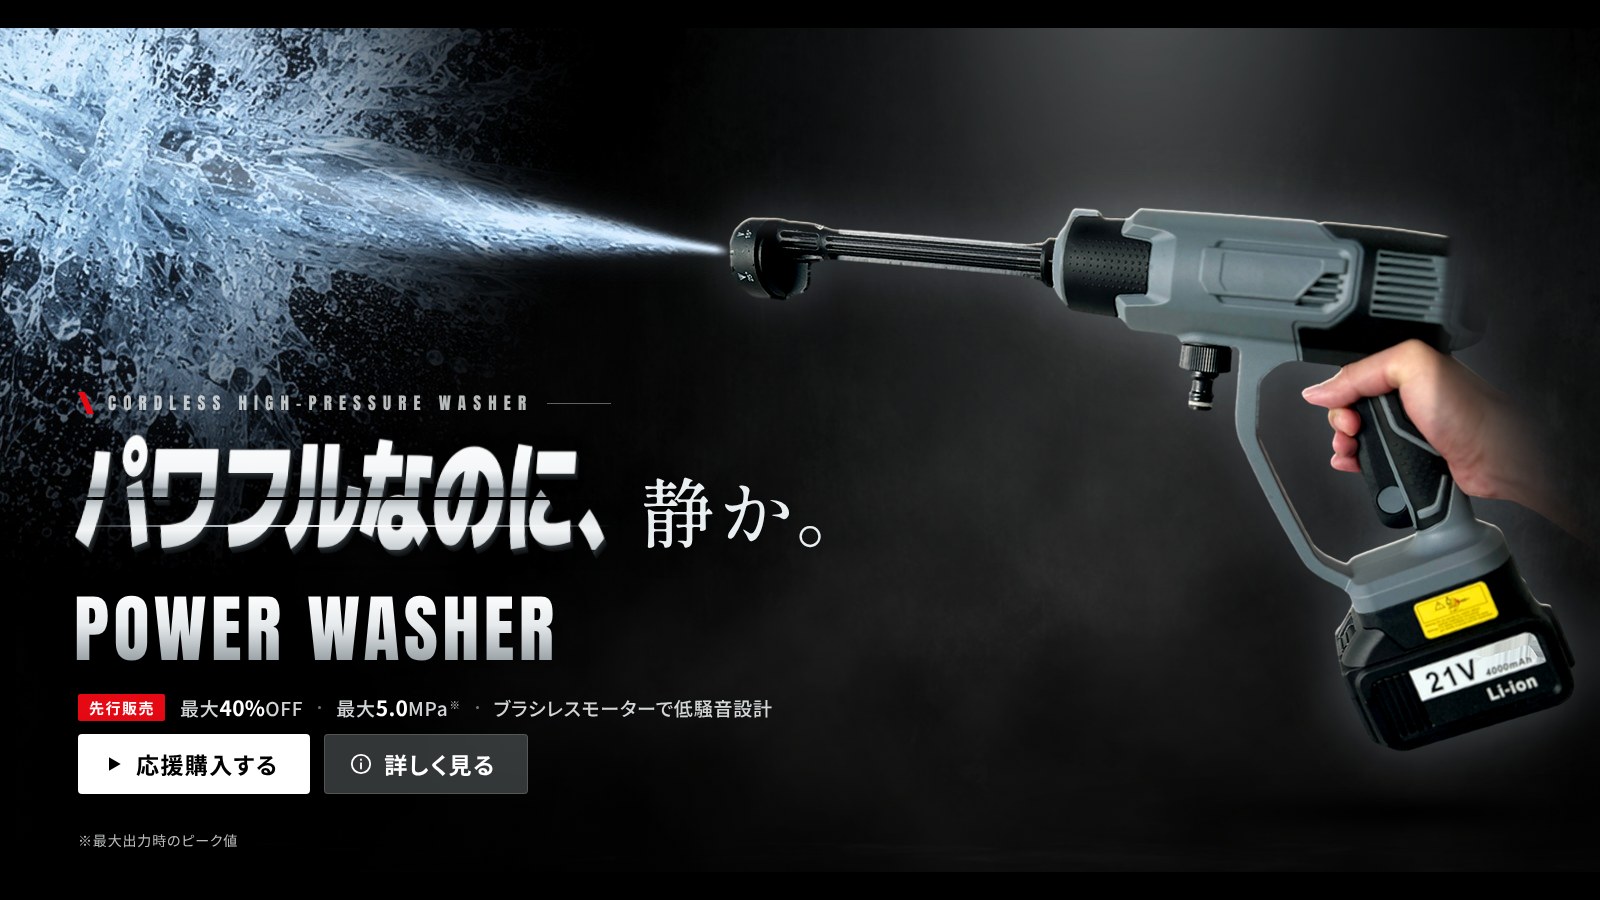 CORDLESS HIGH-PRESSURE WASHER
パワフルなのに、静か。
POWER WASHER
先行販売 最大40%OFF ・ 最大5.0MPa※ ・ ブラシレスモーターで低騒音設計
▶ 応援購入する ⓘ 詳しく見る
※最大出力時のピーク値
21V 4000mAh
Li-ion